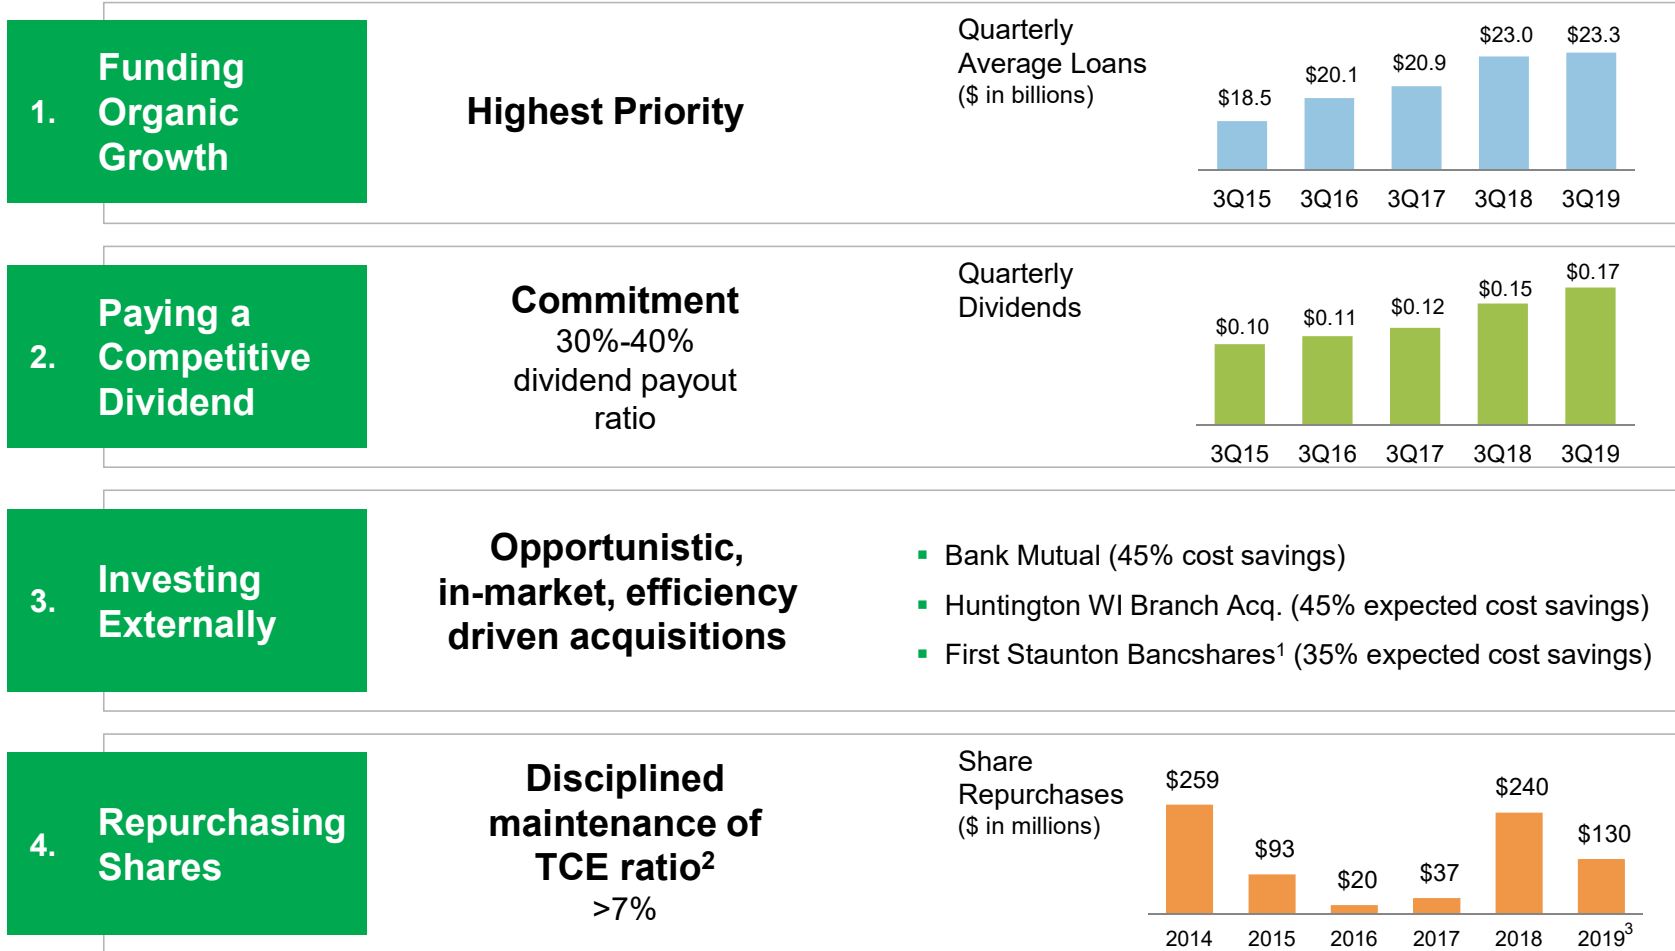 1.
Funding
Organic
Growth
Highest Priority
Quarterly
Average Loans
($ in billions)
$18.5 $20.1 $20.9 $23.0 $23.3
3Q15 3Q16 3Q17 3Q18 3Q19
2.
Paying a
Competitive
Dividend
Commitment
30%-40%
dividend payout
ratio
Quarterly
Dividends
$0.10 $0.11 $0.12 $0.15 $0.17
3Q15 3Q16 3Q17 3Q18 3Q19
3.
Investing
Externally
Opportunistic,
in-market, efficiency
driven acquisitions
▪ Bank Mutual (45% cost savings)
▪ Huntington WI Branch Acq. (45% expected cost savings)
▪ First Staunton Bancshares¹ (35% expected cost savings)
4.
Repurchasing
Shares
Disciplined
maintenance of
TCE ratio²
>7%
Share
Repurchases
($ in millions)
$259 $93 $20 $37 $240 $130
2014 2015 2016 2017 2018 2019³